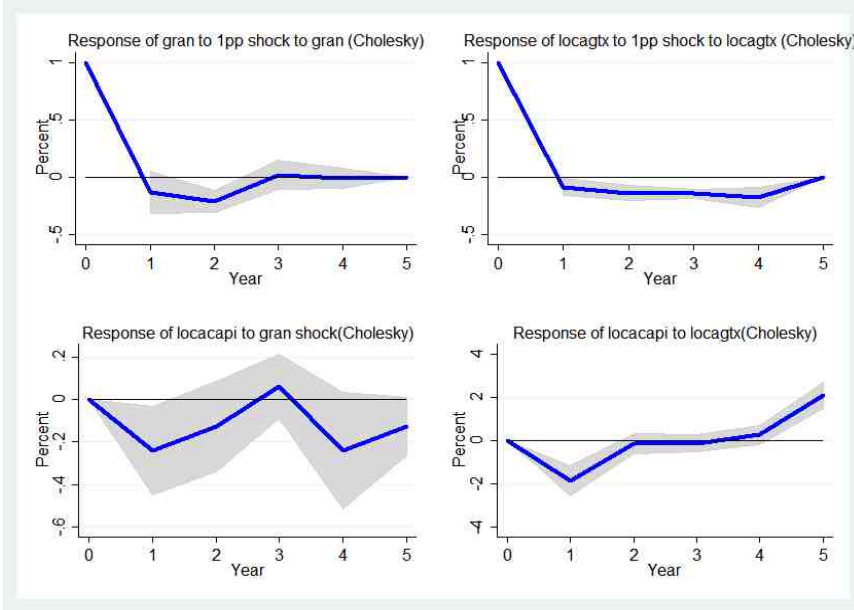 Response of gran to 1pp shock to gran (Cholesky)
1
.5
0
-.5
Percent
0 1 2 3 4 5
Year
Response of locagtx to 1pp shock to locagtx (Cholesky)
1
.5
0
-.5
Percent
0 1 2 3 4 5
Year
Response of locacapi to gran shock(Cholesky)
.2
0
-.2
-.4
-.6
Percent
0 1 2 3 4 5
Year
Response of locacapi to locagtx(Cholesky)
4
2
0
-2
-4
Percent
0 1 2 3 4 5
Year